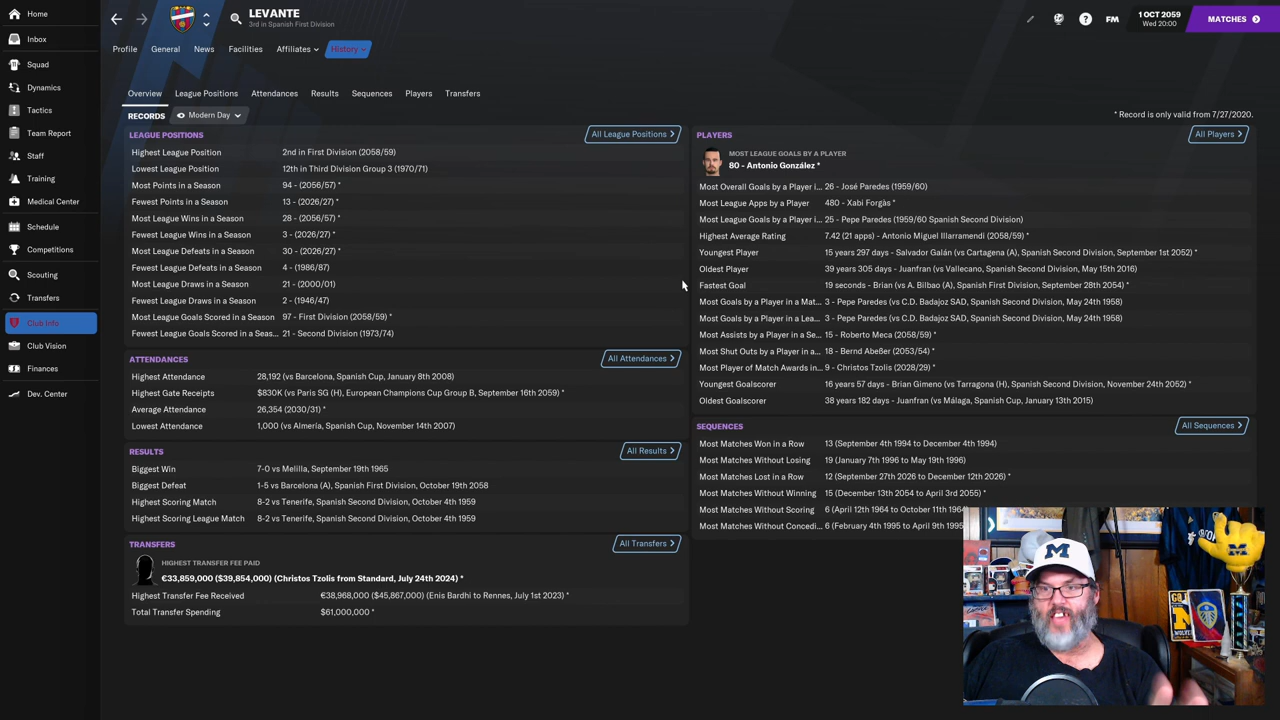 Home
Inbox
Squad
Dynamics
Tactics
Team Report
Staff
Training
Medical Center
Schedule
Competitions
Scouting
Transfers
Club Info
Club Vision
Finances
Dev. Center
LEVANTE
3rd in Spanish First Division
FM
1 OCT 2059
Wed 20:00
MATCHES
Profile General News Facilities Affiliates History
Overview League Positions Attendances Results Sequences Players Transfers
RECORDS Modern Day
* Record is only valid from 7/27/2020.
LEAGUE POSITIONS All League Positions
Highest League Position 2nd in First Division (2058/59)
Lowest League Position 12th in Third Division Group 3 (1970/71)
Most Points in a Season 94 - (2056/57) *
Fewest Points in a Season 13 - (2026/27) *
Most League Wins in a Season 28 - (2056/57) *
Fewest League Wins in a Season 3 - (2026/27) *
Most League Defeats in a Season 30 - (2026/27) *
Fewest League Defeats in a Season 4 - (1986/87)
Most League Draws in a Season 21 - (2000/01)
Fewest League Draws in a Season 2 - (1946/47)
Most League Goals Scored in a Seas... 97 - First Division (2058/59) *
Fewest League Goals Scored in a Seas... 21 - Second Division (1973/74)
ATTENDANCES All Attendances
Highest Attendance 28,192 (vs Barcelona, Spanish Cup, January 8th 2008)
Highest Gate Receipts $830K (vs Paris SG (H), European Champions Cup Group B, September 16th 2059) *
Average Attendance 26,354 (2030/31) *
Lowest Attendance 1,000 (vs Almería, Spanish Cup, November 14th 2007)
RESULTS All Results
Biggest Win 7-0 vs Melilla, September 19th 1965
Biggest Defeat 1-5 vs Barcelona (A), Spanish First Division, October 19th 2058
Highest Scoring Match 8-2 vs Tenerife, Spanish Second Division, October 4th 1959
Highest Scoring League Match 8-2 vs Tenerife, Spanish Second Division, October 4th 1959
TRANSFERS All Transfers
HIGHEST TRANSFER FEE PAID
€33,859,000 ($39,854,000) (Christos Tzolis from Standard, July 24th 2024) *
Highest Transfer Fee Received €38,968,000 ($45,867,000) (Enis Bardhi to Rennes, July 1st 2023) *
Total Transfer Spending $61,000,000 *
PLAYERS All Players
MOST LEAGUE GOALS BY A PLAYER
80 - Antonio González *
Most Overall Goals by a Player i... 26 - José Paredes (1959/60)
Most League Apps by a Player 480 - Xabi Forgàs *
Most League Goals by a Player i... 25 - Pepe Paredes (1959/60 Spanish Second Division)
Highest Average Rating 7.42 (21 apps) - Antonio Miguel Illarramendi (2058/59) *
Youngest Player 15 years 297 days - Salvador Galán (vs Cartagena (A), Spanish Second Division, September 1st 2052) *
Oldest Player 39 years 305 days - Juanfran (vs Vallecano, Spanish Second Division, May 15th 2016)
Fastest Goal 19 seconds - Brian (vs A. Bilbao (A), Spanish First Division, September 28th 2054) *
Most Goals by a Player in a Mat... 3 - Pepe Paredes (vs C.D. Badajoz SAD, Spanish Second Division, May 24th 1958)
Most Goals by a Player in a Lea... 3 - Pepe Paredes (vs C.D. Badajoz SAD, Spanish Second Division, May 24th 1958)
Most Assists by a Player in a Se... 15 - Roberto Meca (2058/59) *
Most Shut Outs by a Player in a... 18 - Bernd Abeßer (2053/54) *
Most Player of Match Awards in... 9 - Christos Tzolis (2028/29) *
Youngest Goalscorer 16 years 57 days - Brian Gimeno (vs Tarragona (H), Spanish Second Division, November 24th 2052) *
Oldest Goalscorer 38 years 182 days - Juanfran (vs Málaga, Spanish Cup, January 13th 2015)
SEQUENCES All Sequences
Most Matches Won in a Row 13 (September 4th 1994 to December 4th 1994)
Most Matches Without Losing 19 (January 7th 1996 to May 19th 1996)
Most Matches Lost in a Row 12 (September 27th 2026 to December 12th 2026) *
Most Matches Without Winning 15 (December 13th 2054 to April 3rd 2055) *
Most Matches Without Scoring 6 (April 12th 1964 to October 11th 1964
Most Matches Without Concedi... 6 (February 4th 1995 to April 9th 1995
M
M